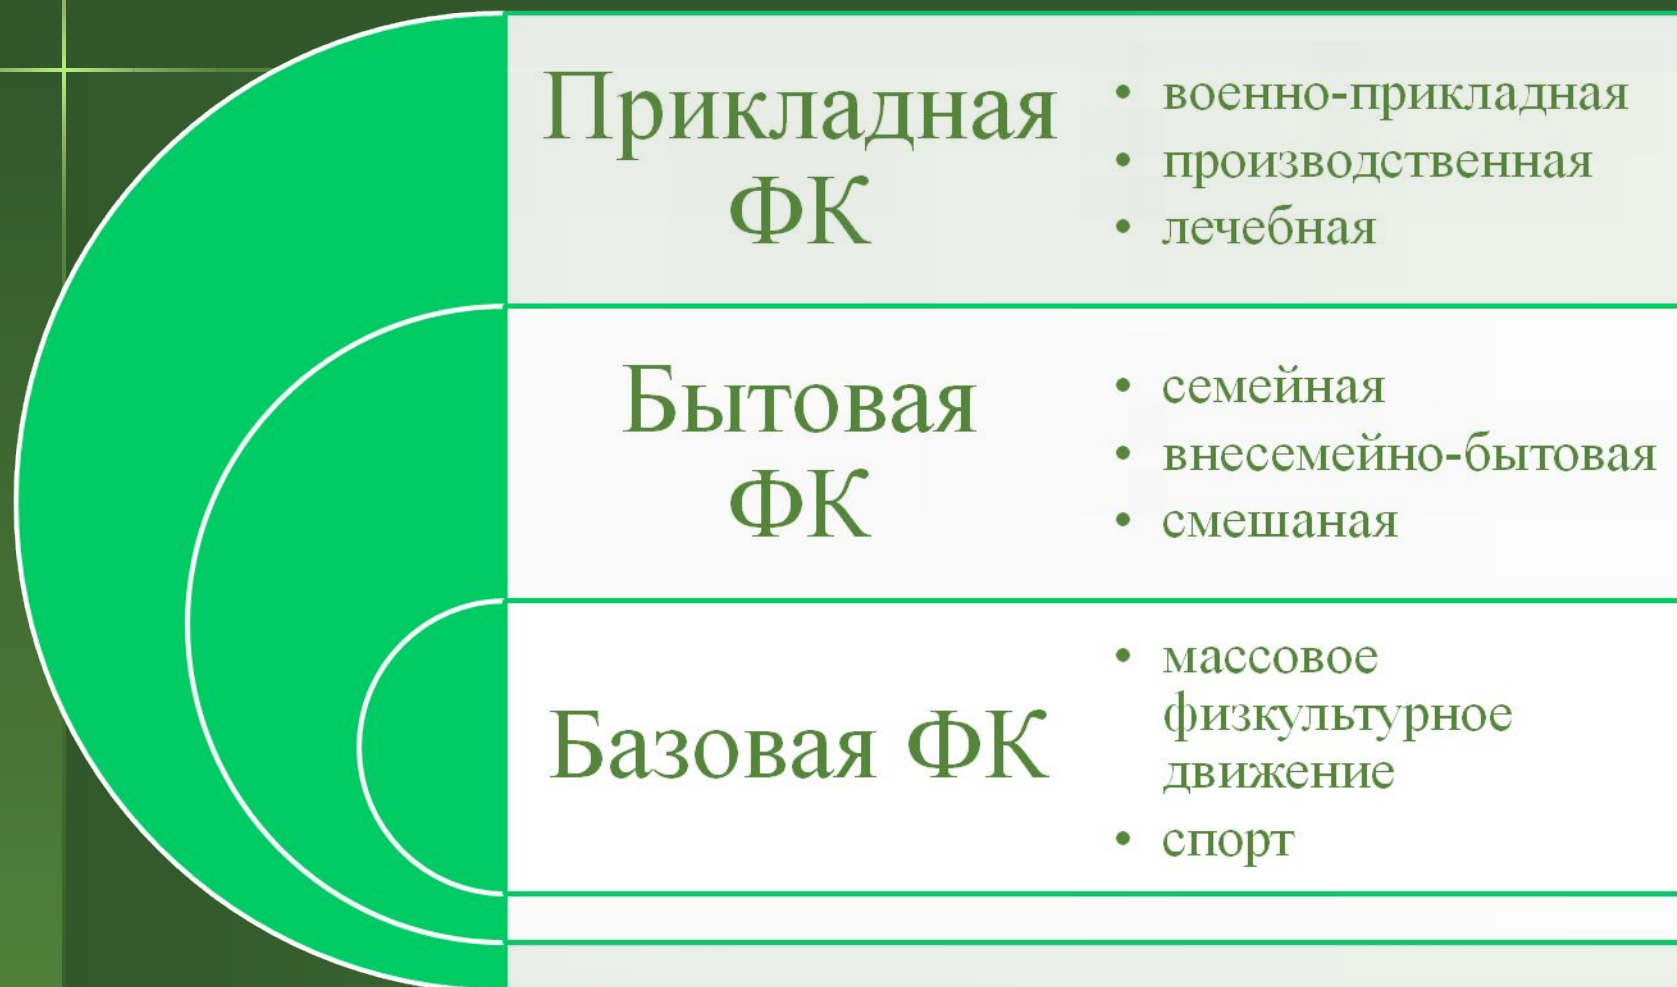 Прикладная
ФК
• военно-прикладная
• производственная
• лечебная
Бытовая
ФК
• семейная
• внесемейно-бытовая
• смешаная
Базовая ФК
• массовое
физкультурное
движение
• спорт